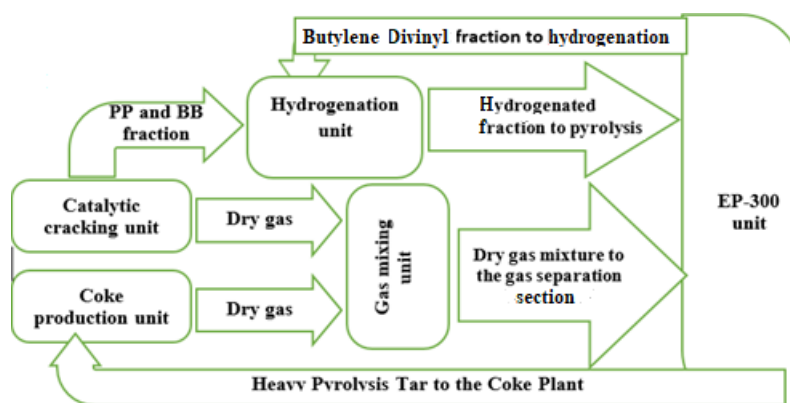 Butylene Divinyl fraction to hydrogenation
PP and BB
fraction
Hydrogenation
unit
Hydrogenated
fraction to pyrolysis
EP-300
unit
Catalytic
cracking unit
Dry gas
Gas mixing
unit
Dry gas mixture to
the gas separation
section
Coke
production unit
Dry gas
Heavy Pyrolysis Tar to the Coke Plant